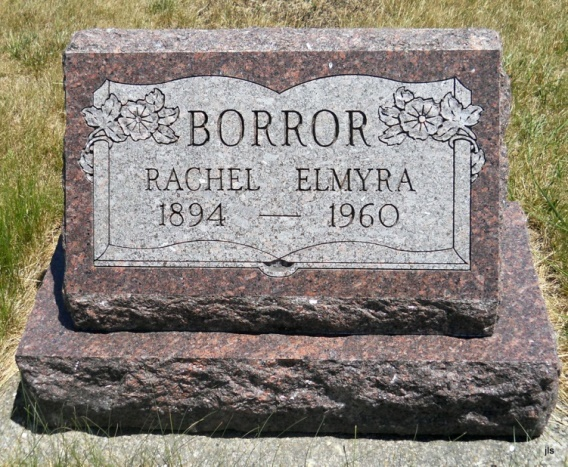 BORROR
RACHEL ELMYRA
1894 — 1960
jls